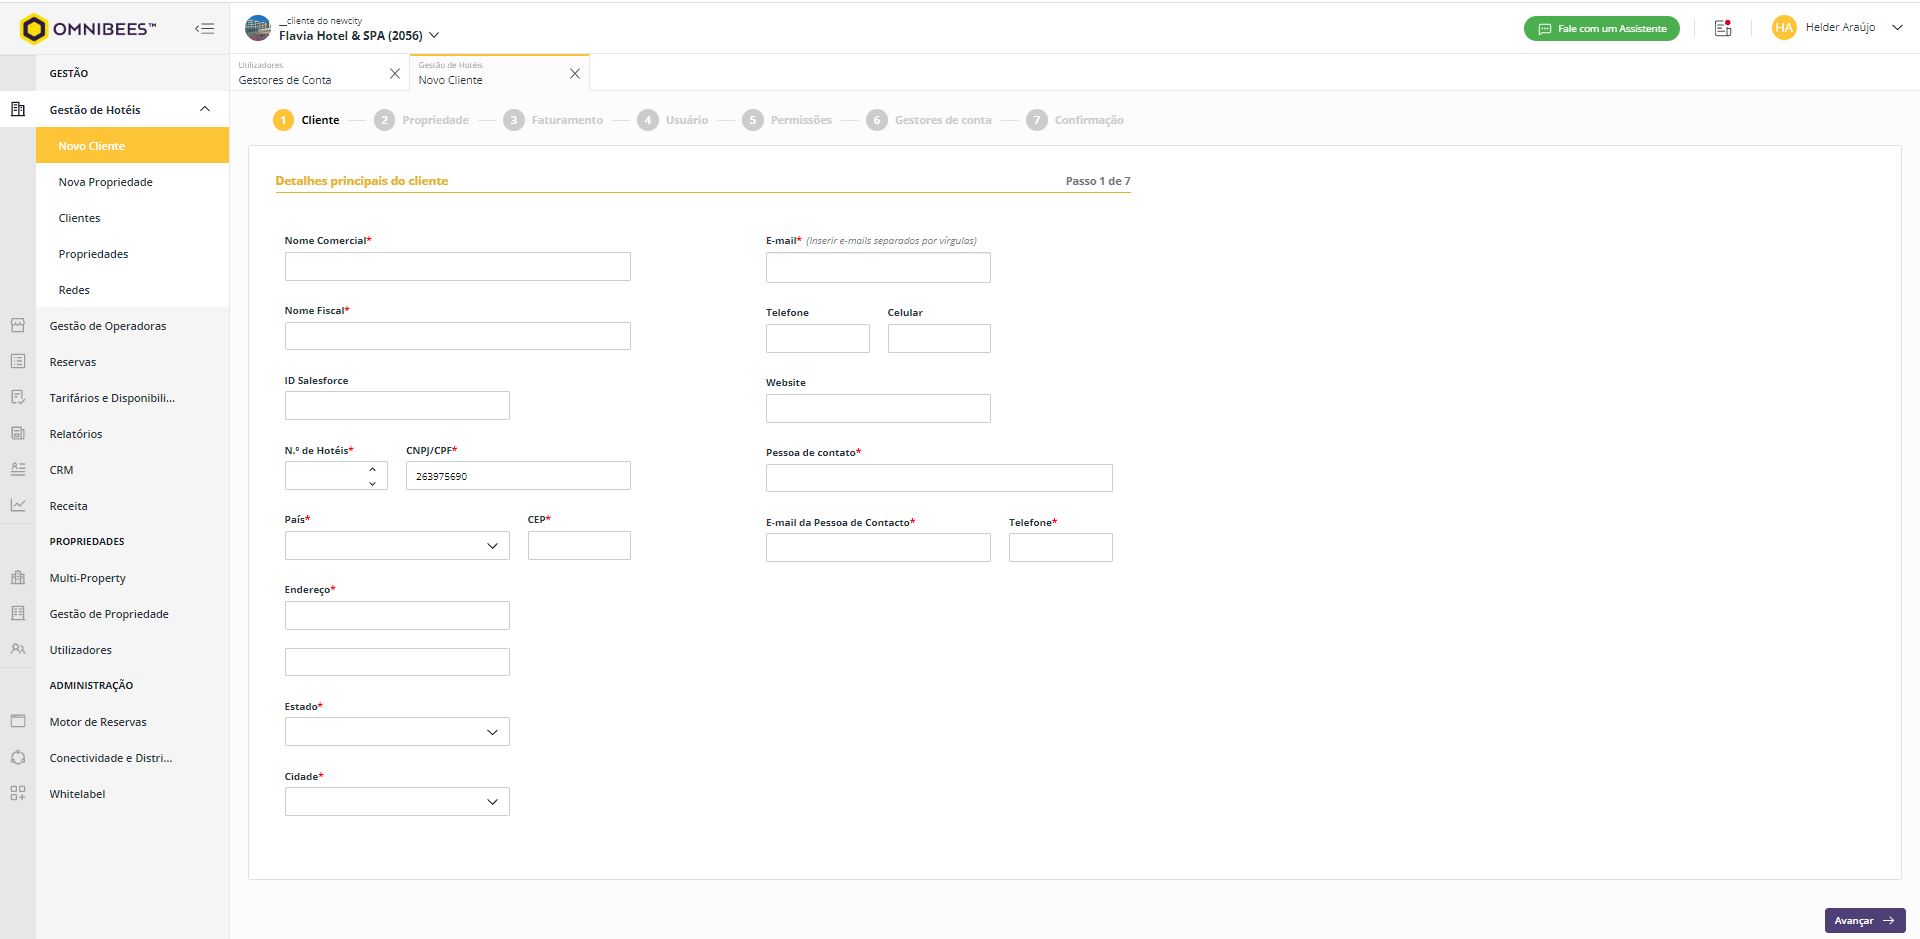 OMNIBEES™
__cliente do newcity
Flavia Hotel & SPA (2056)
Fale com um Assistente
HA
Helder Araújo
GESTÃO
Gestão de Hotéis
Novo Cliente
Nova Propriedade
Clientes
Propriedades
Redes
Gestão de Operadoras
Reservas
Tarifários e Disponibili...
Relatórios
CRM
Receita
PROPRIEDADES
Multi-Property
Gestão de Propriedade
Utilizadores
ADMINISTRAÇÃO
Motor de Reservas
Conectividade e Distri...
Whitelabel
Utilizadores
Gestores de Conta
Gestão de Hotéis
Novo Cliente
1 Cliente
2 Propriedade
3 Faturamento
4 Usuário
5 Permissões
6 Gestores de conta
7 Confirmação
Detalhes principais do cliente
Passo 1 de 7
Nome Comercial*
Nome Fiscal*
ID Salesforce
N.º de Hotéis*
CNPJ/CPF*
263975690
País*
CEP*
Endereço*
Estado*
Cidade*
E-mail* (Inserir e-mails separados por vírgulas)
Telefone
Celular
Website
Pessoa de contato*
E-mail da Pessoa de Contacto*
Telefone*
Avançar